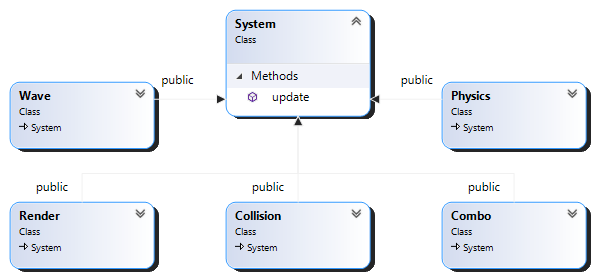 System
Class
Methods
update
public
public
Wave
Class
System
Physics
Class
System
public
public
public
Render
Class
System
Collision
Class
System
Combo
Class
System